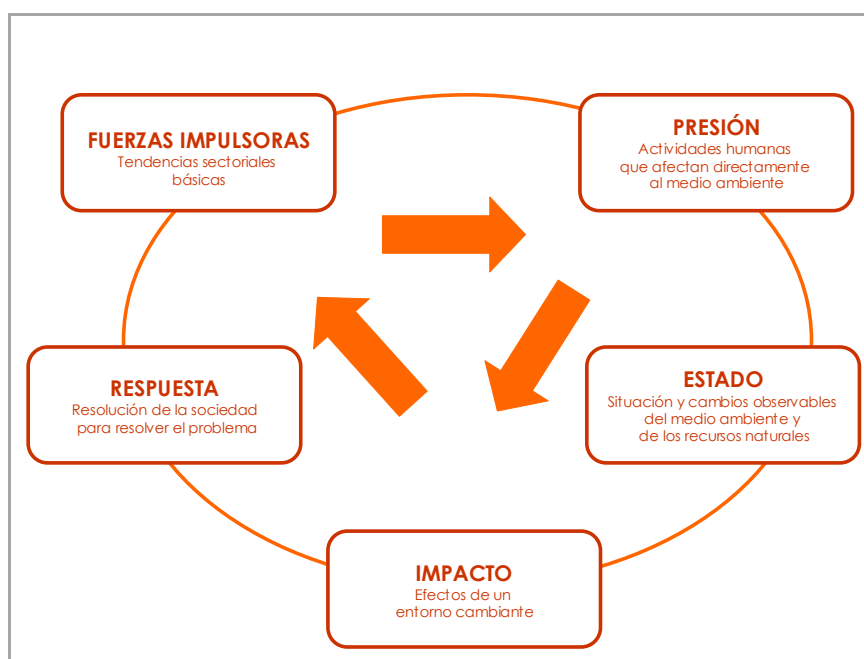 FUERZAS IMPULSORAS
Tendencias sectoriales
básicas
PRESIÓN
Actividades humanas
que afectan directamente
al medio ambiente
RESPUESTA
Resolución de la sociedad
para resolver el problema
ESTADO
Situación y cambios observables
del medio ambiente y
de los recursos naturales
IMPACTO
Efectos de un
entorno cambiante